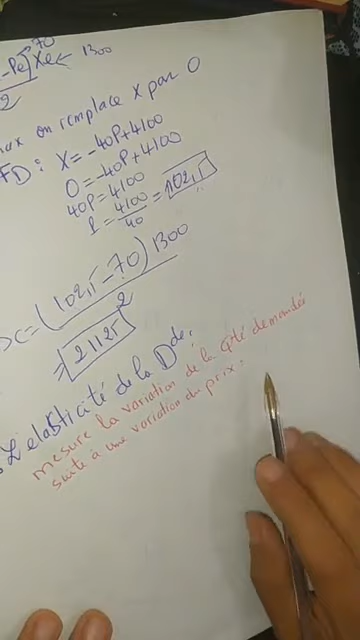 -Pe) Xe ← 1300
70
2
max on remplace X par 0
FD: X = -40P+4100
0 = -40P+4100
40P = 4100
P = 4100/40 = 102,5
SC = (102,5-70) 1300
2
= 21125
L'elasticité de la Dde:
mesure la variation de la Qté demandée
suite à une variation du prix: